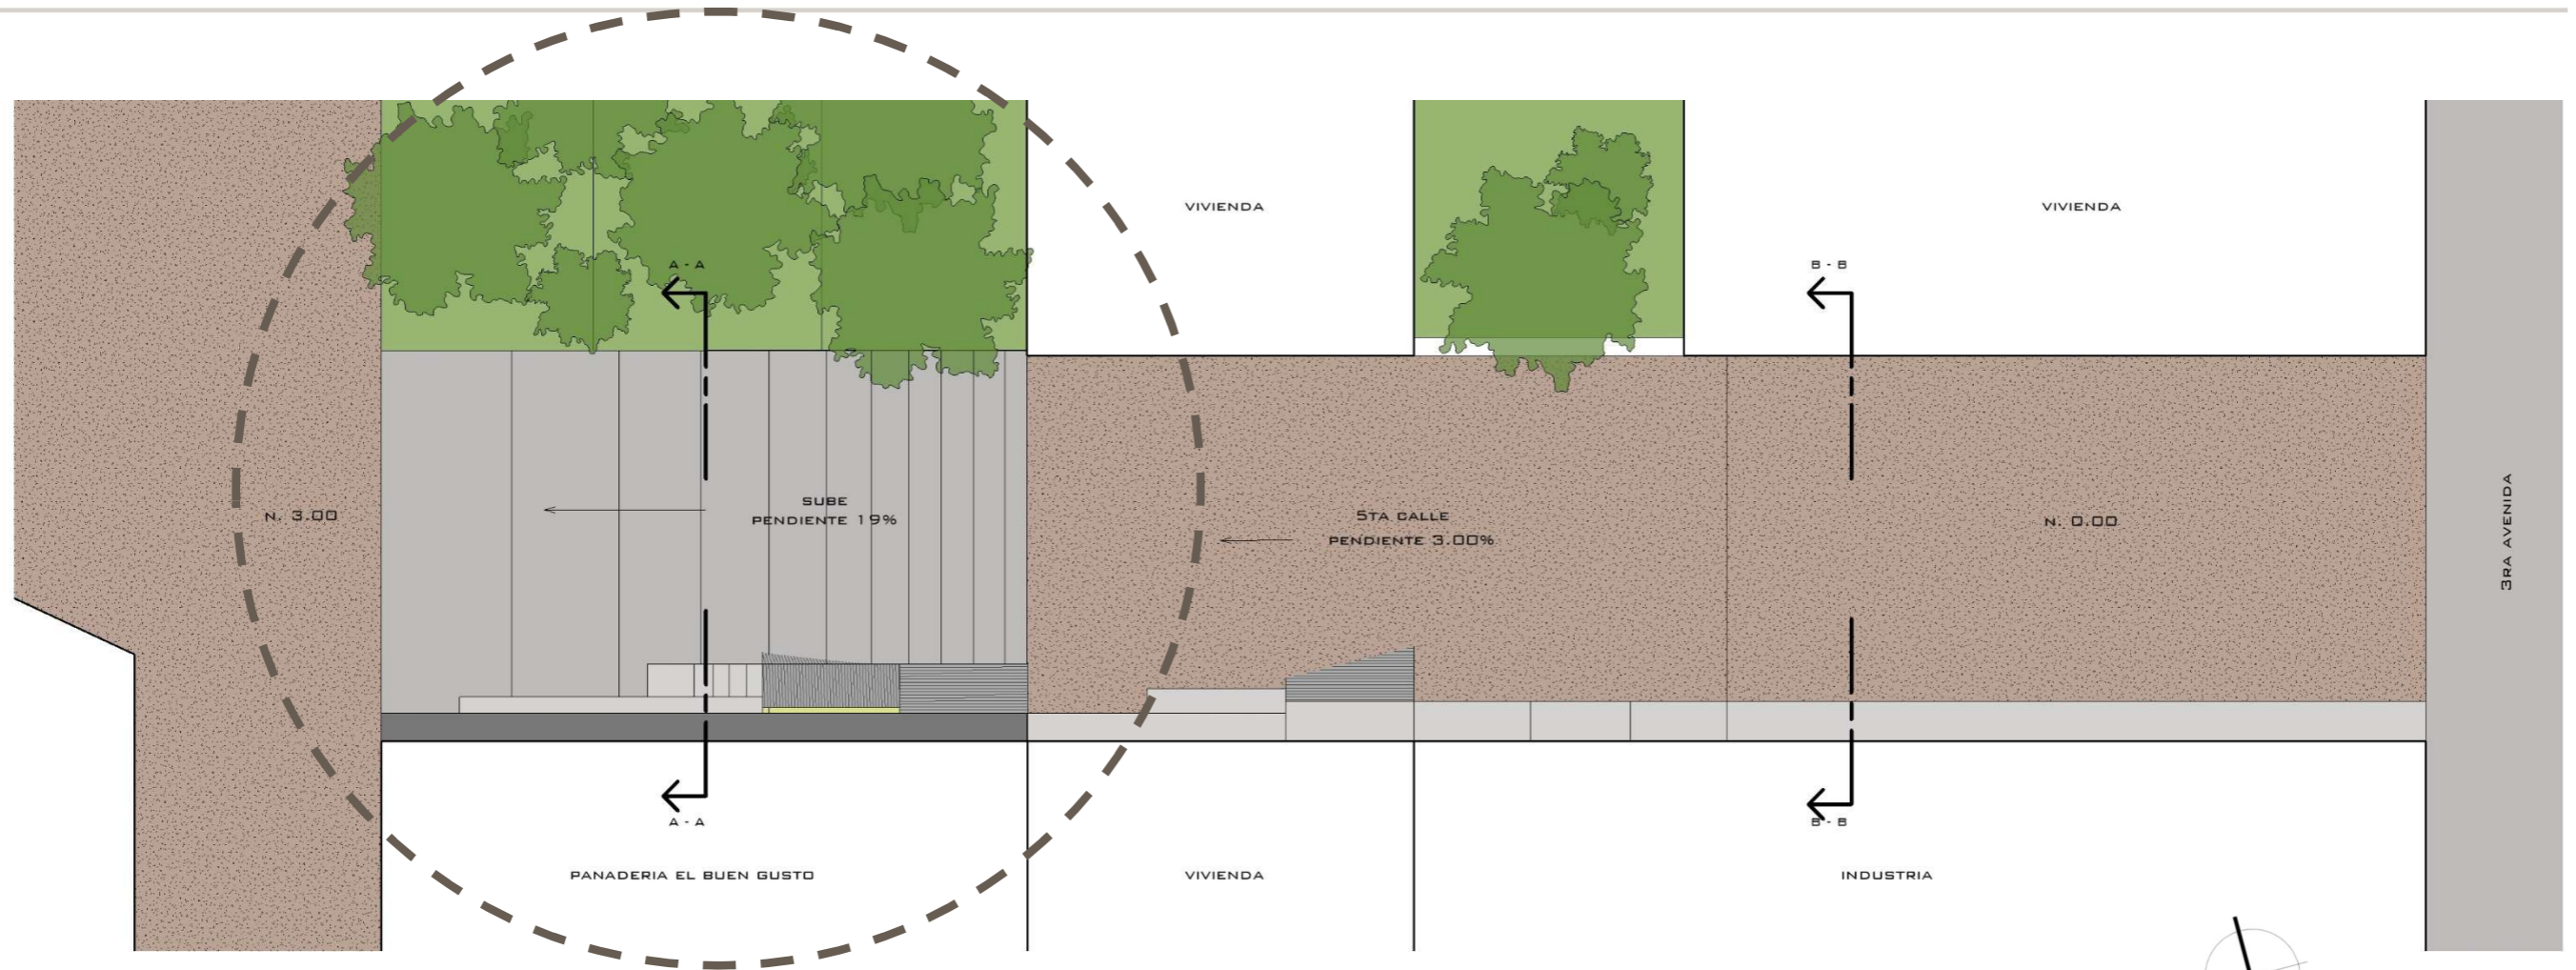 VIVIENDA
VIVIENDA
A - A
B - B
N. 3.00
SUBE
PENDIENTE 19%
5TA CALLE
PENDIENTE 3.00%
N. 0.00
3RA AVENIDA
A - A
B - B
PANADERIA EL BUEN GUSTO
VIVIENDA
INDUSTRIA